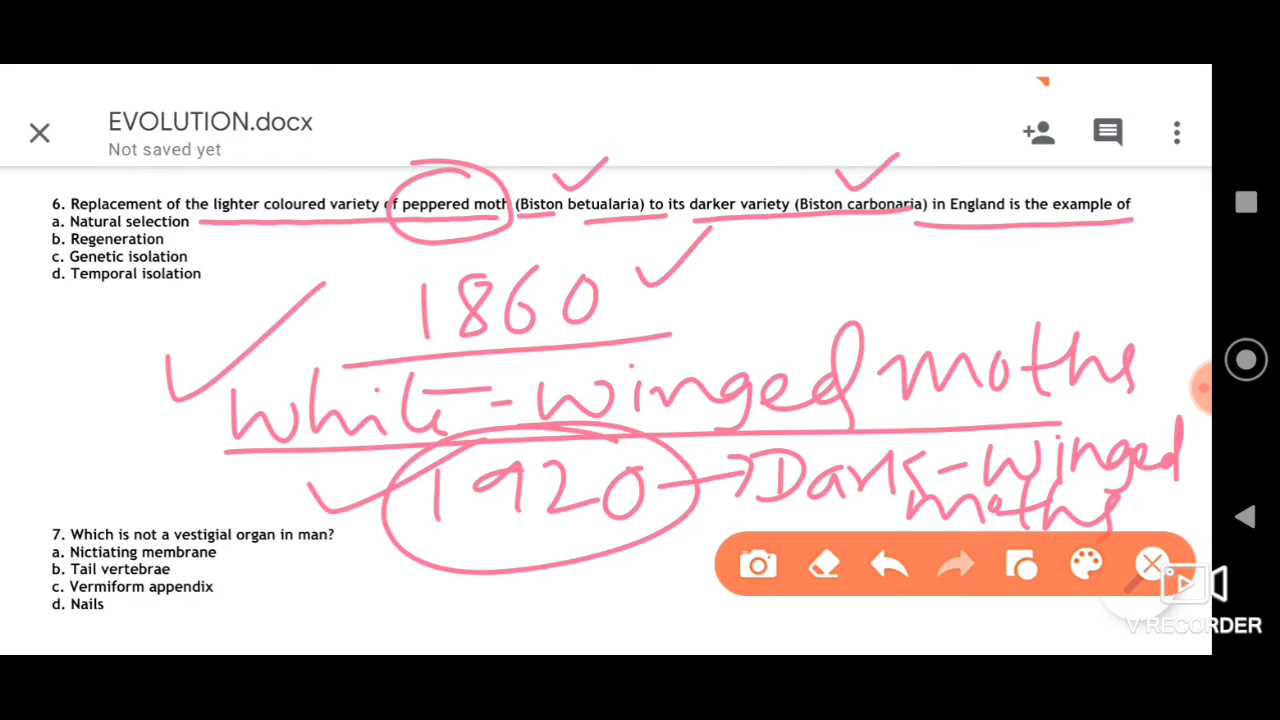 EVOLUTION.docx
Not saved yet
6. Replacement of the lighter coloured variety of peppered moth (Biston betualaria) to its darker variety (Biston carbonaria) in England is the example of
a. Natural selection
b. Regeneration
c. Genetic isolation
d. Temporal isolation
1860
White-winged moths
1920 → Dark-winged
moths
7. Which is not a vestigial organ in man?
a. Nictiating membrane
b. Tail vertebrae
c. Vermiform appendix
d. Nails
V RECORDER